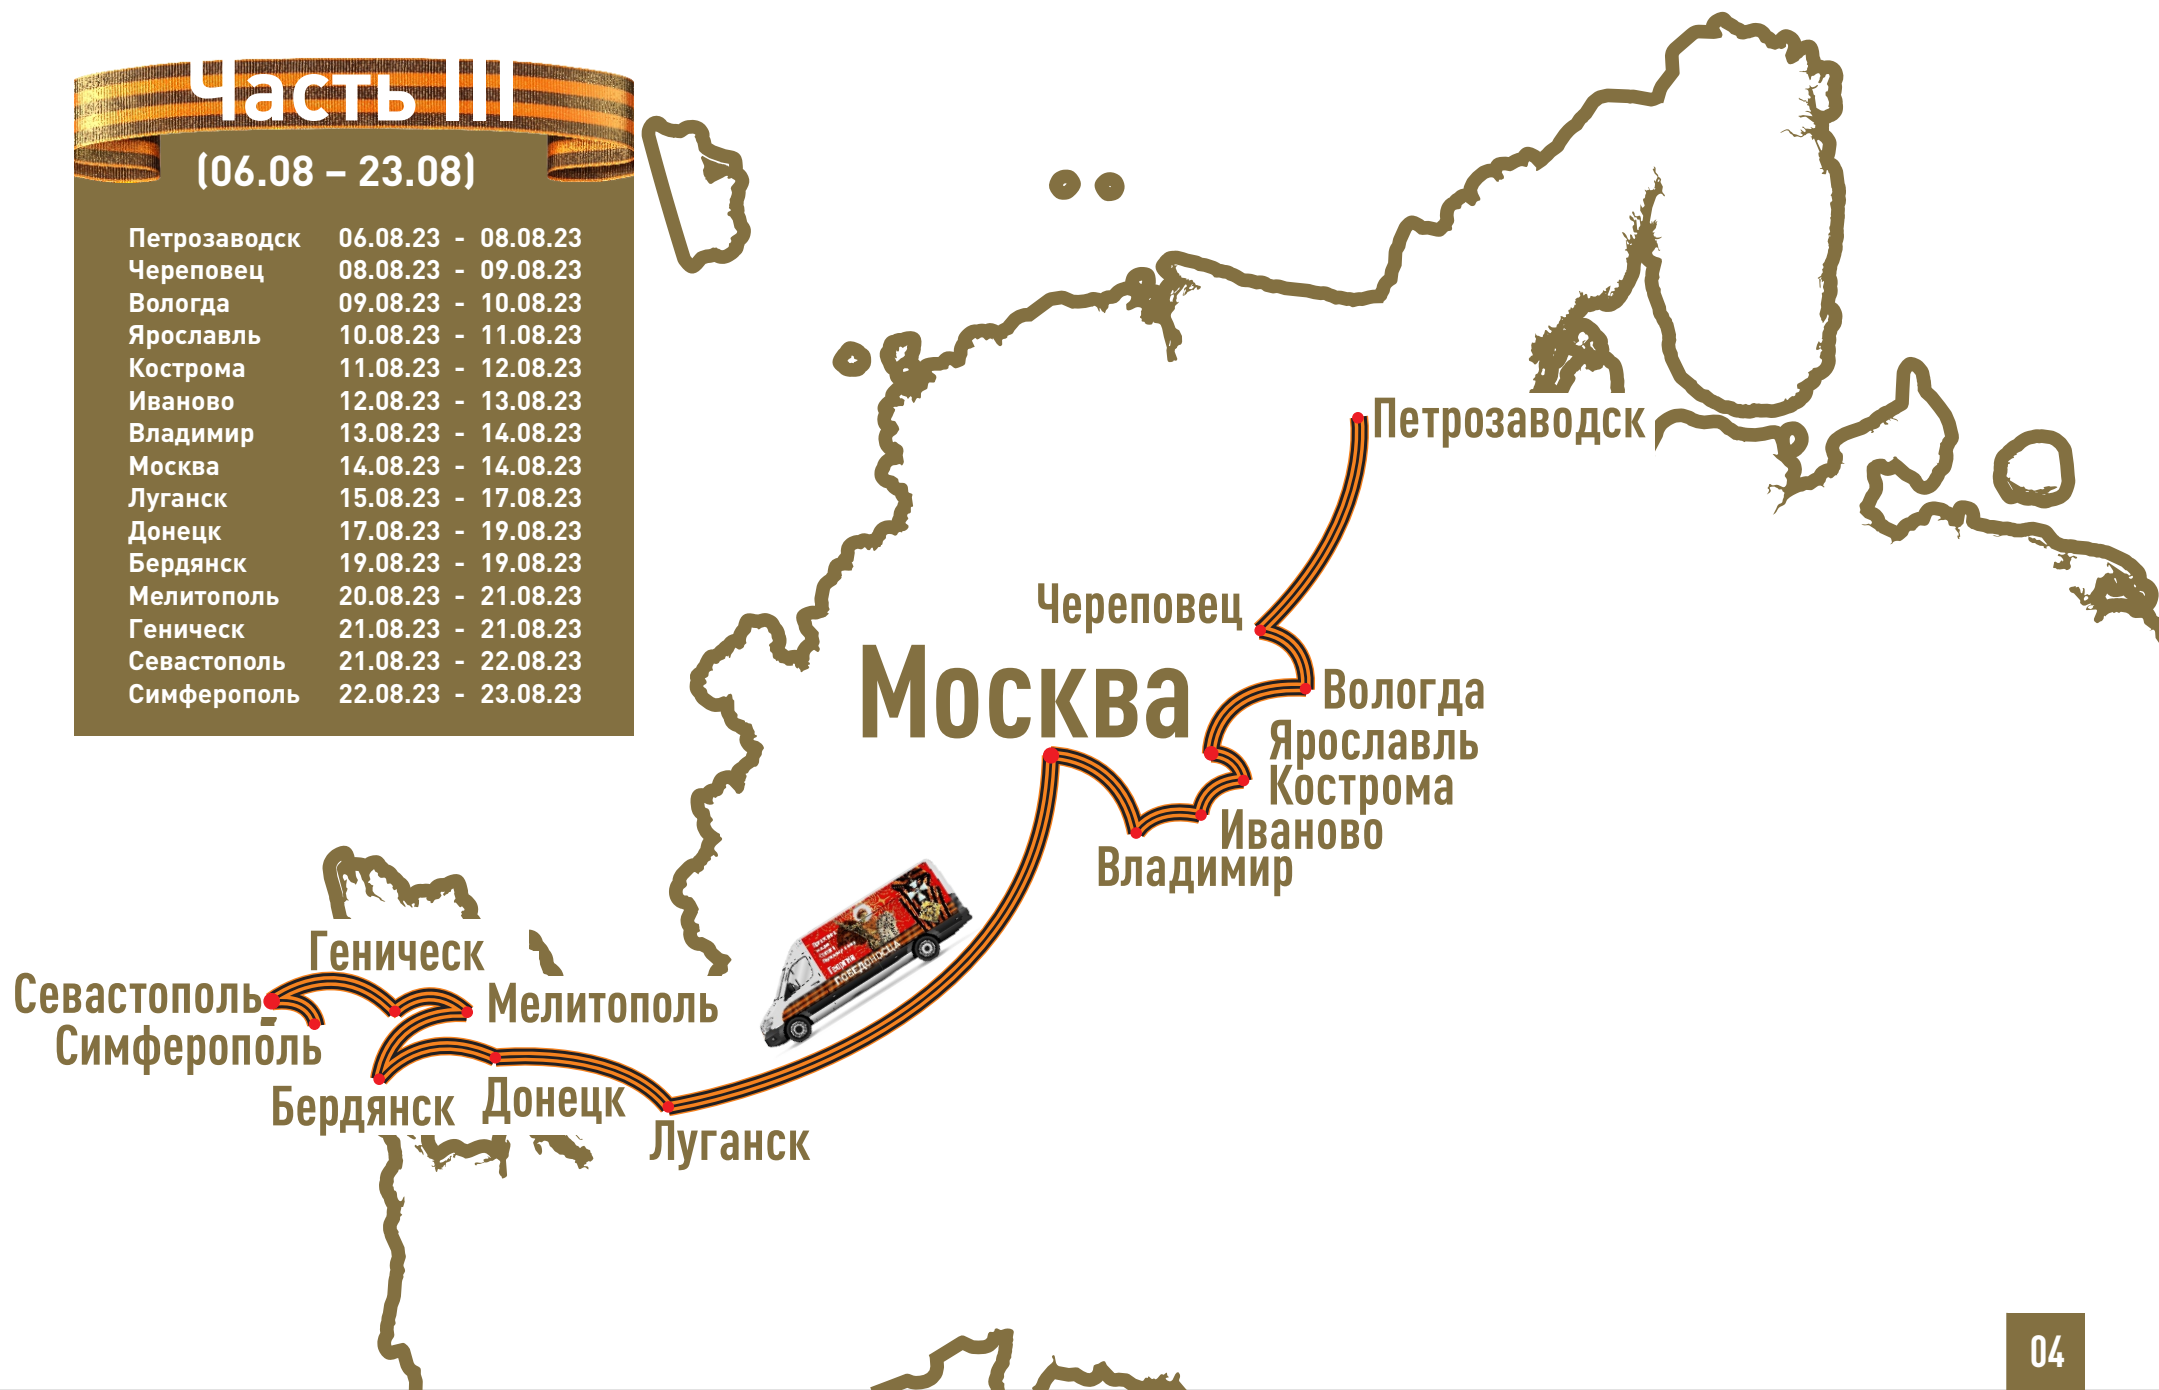 Часть III
(06.08 – 23.08)
Петрозаводск 06.08.23 - 08.08.23
Череповец 08.08.23 - 09.08.23
Вологда 09.08.23 - 10.08.23
Ярославль 10.08.23 - 11.08.23
Кострома 11.08.23 - 12.08.23
Иваново 12.08.23 - 13.08.23
Владимир 13.08.23 - 14.08.23
Москва 14.08.23 - 14.08.23
Луганск 15.08.23 - 17.08.23
Донецк 17.08.23 - 19.08.23
Бердянск 19.08.23 - 19.08.23
Мелитополь 20.08.23 - 21.08.23
Геническ 21.08.23 - 21.08.23
Севастополь 21.08.23 - 22.08.23
Симферополь 22.08.23 - 23.08.23
Петрозаводск
Череповец
Москва
Вологда
Ярославль
Кострома
Иваново
Владимир
Георгия
ПОБЕДОНОСЦА
Геническ
Севастополь
Мелитополь
Симферополь
Бердянск
Донецк
Луганск
04